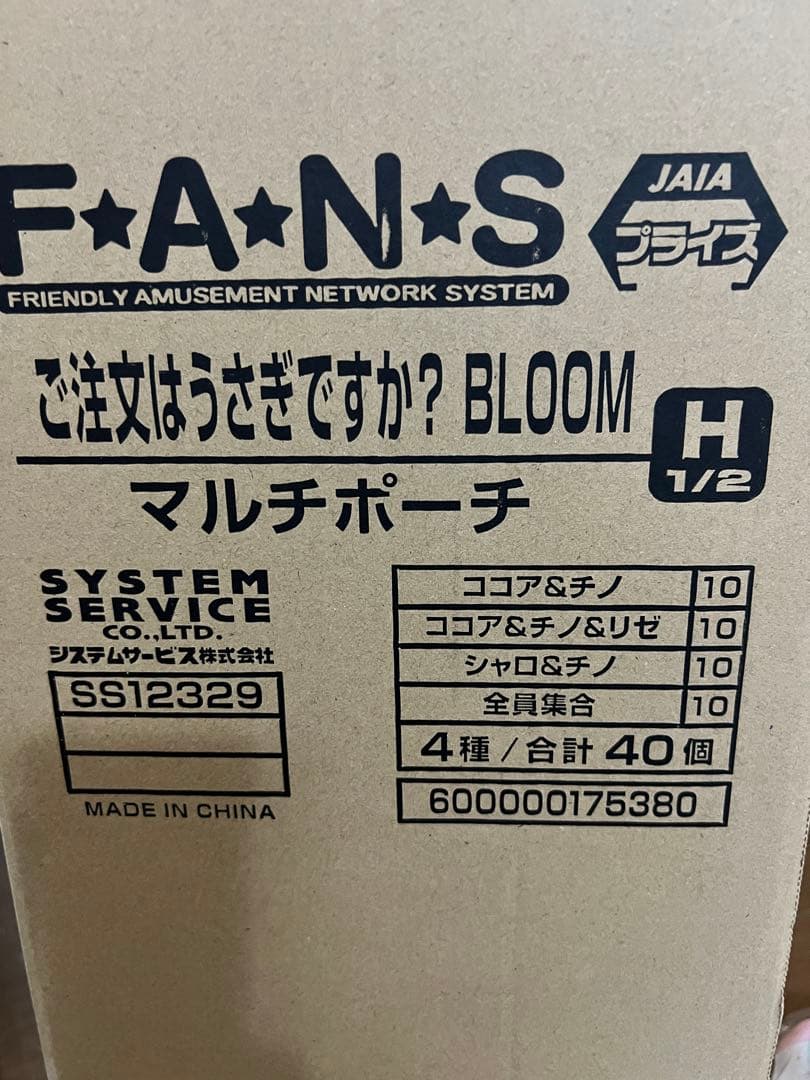 F★A★N★S
FRIENDLY AMUSEMENT NETWORK SYSTEM
JAIA
プライズ
ご注文はうさぎですか? BLOOM
H
1/2
マルチポーチ
SYSTEM
SERVICE
CO.,LTD.
システムサービス株式会社
SS12329
MADE IN CHINA
ココア&チノ 10
ココア&チノ&リゼ 10
シャロ&チノ 10
全員集合 10
4種/合計 40個
600000175380